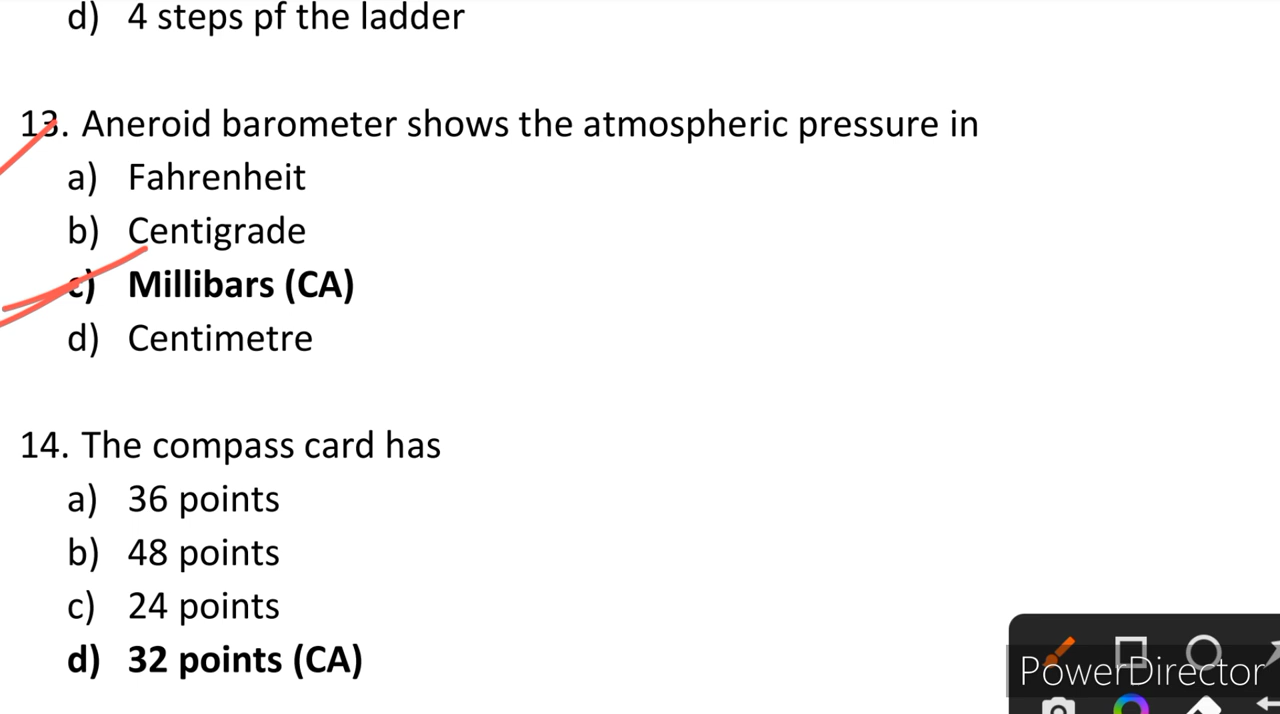 d) 4 steps pf the ladder
13. Aneroid barometer shows the atmospheric pressure in
a) Fahrenheit
b) Centigrade
c) Millibars (CA)
d) Centimetre
14. The compass card has
a) 36 points
b) 48 points
c) 24 points
d) 32 points (CA)
PowerDirector